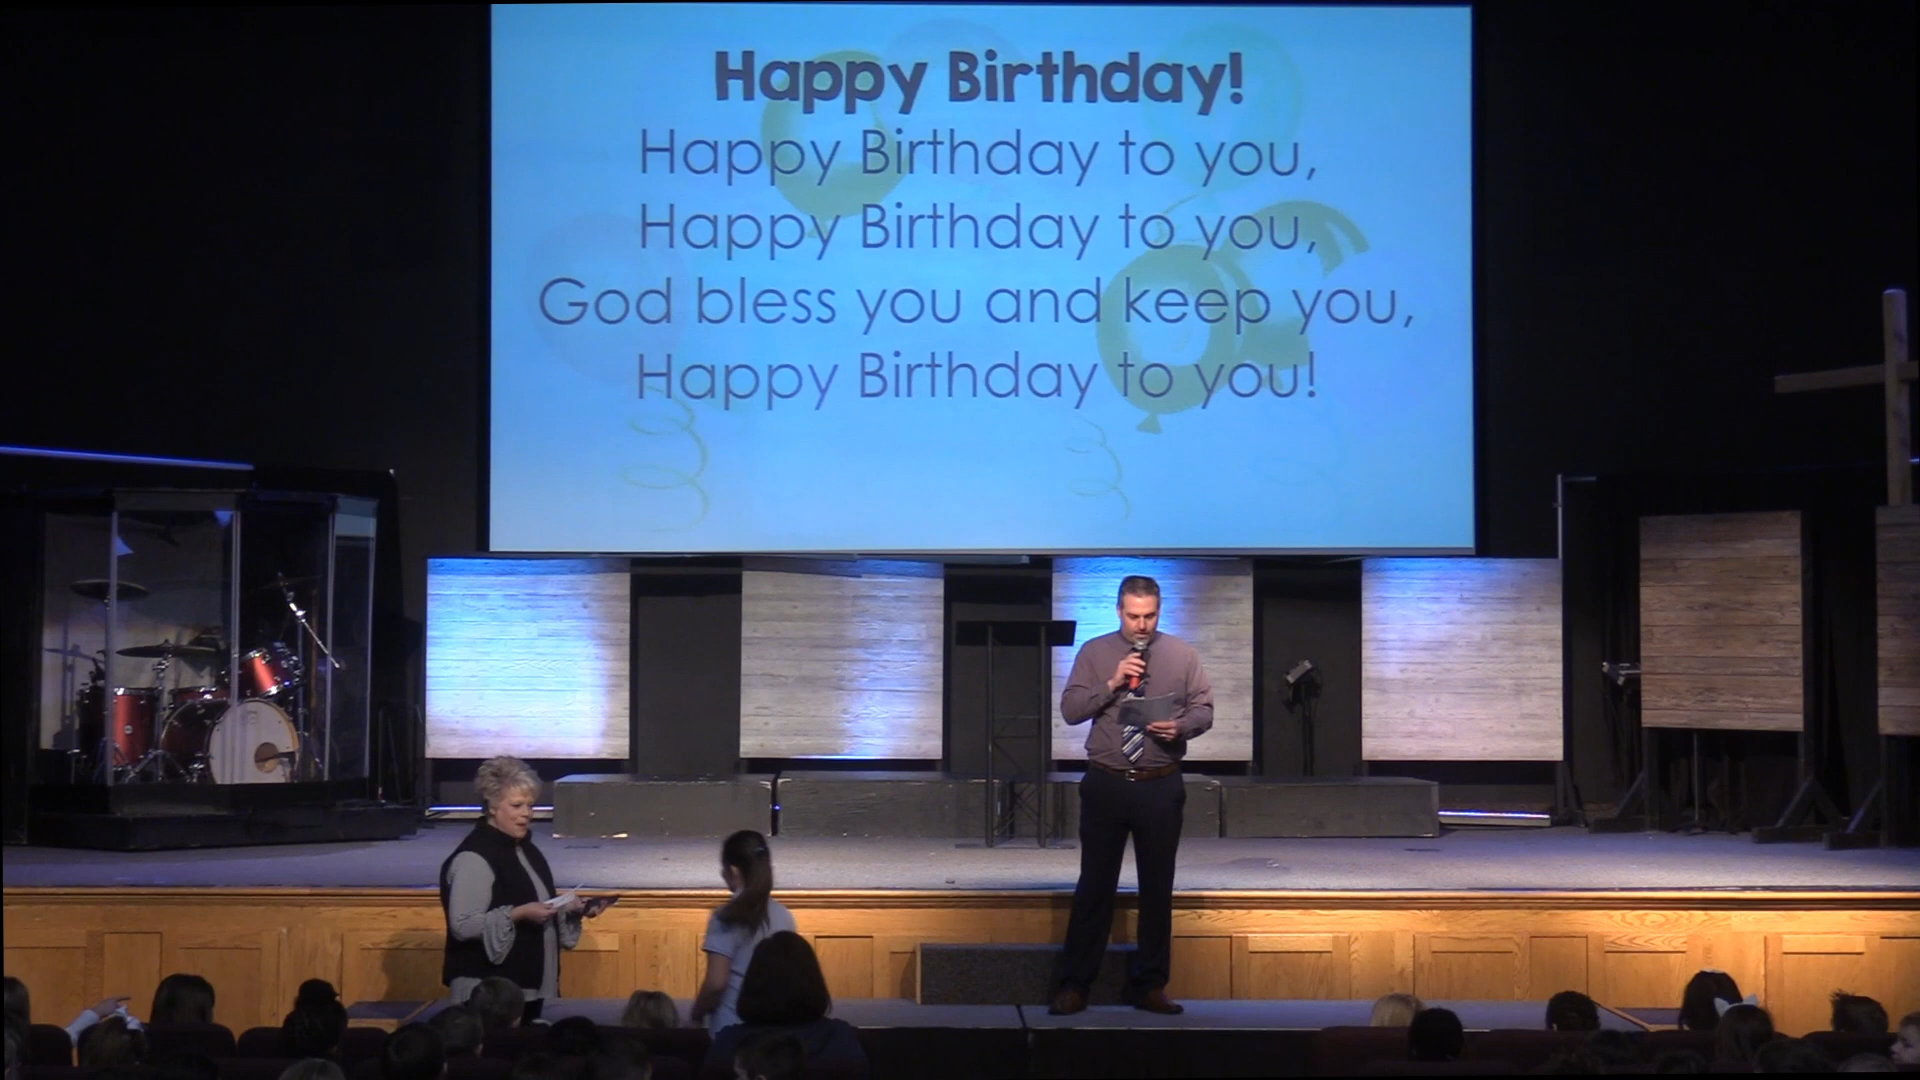 Happy Birthday!
Happy Birthday to you,
Happy Birthday to you,
God bless you and keep you,
Happy Birthday to you!